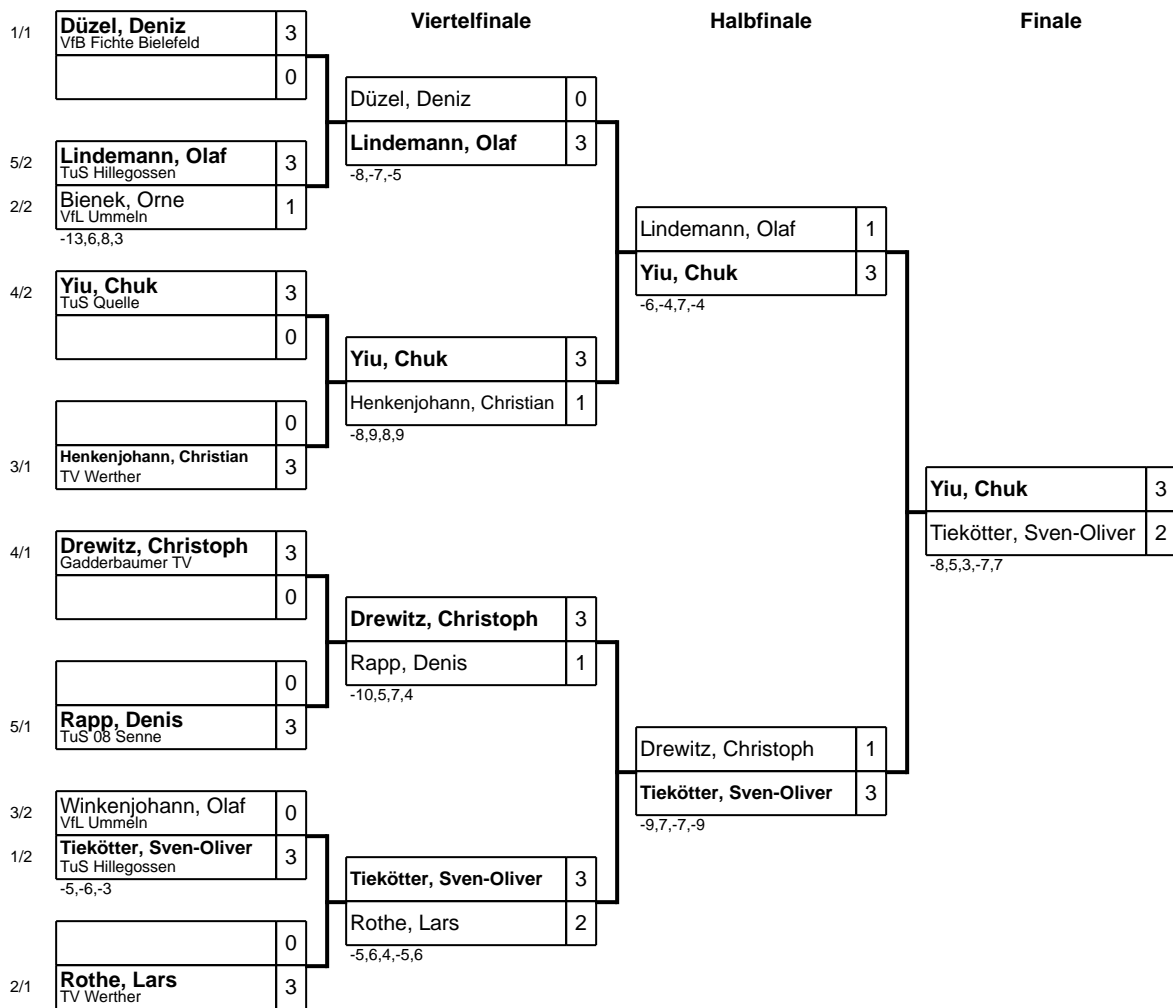 Viertelfinale
Halbfinale
Finale
1/1
Düzel, Deniz
VfB Fichte Bielefeld
3
0
5/2
Lindemann, Olaf
TuS Hillegossen
3
2/2
Bienek, Orne
VfL Ummeln
1
-13,6,8,3
4/2
Yiu, Chuk
TuS Quelle
3
0
0
3/1
Henkenjohann, Christian
TV Werther
3
4/1
Drewitz, Christoph
Gadderbaumer TV
3
0
0
5/1
Rapp, Denis
TuS 08 Senne
3
3/2
Winkenjohann, Olaf
VfL Ummeln
0
1/2
Tiekötter, Sven-Oliver
TuS Hillegossen
3
-5,-6,-3
0
2/1
Rothe, Lars
TV Werther
3
Düzel, Deniz 0
Lindemann, Olaf 3
-8,-7,-5
Yiu, Chuk 3
Henkenjohann, Christian 1
-8,9,8,9
Drewitz, Christoph 3
Rapp, Denis 1
-10,5,7,4
Tiekötter, Sven-Oliver 3
Rothe, Lars 2
-5,6,4,-5,6
Lindemann, Olaf 1
Yiu, Chuk 3
-6,-4,7,-4
Drewitz, Christoph 1
Tiekötter, Sven-Oliver 3
-9,7,-7,-9
Yiu, Chuk 3
Tiekötter, Sven-Oliver 2
-8,5,3,-7,7